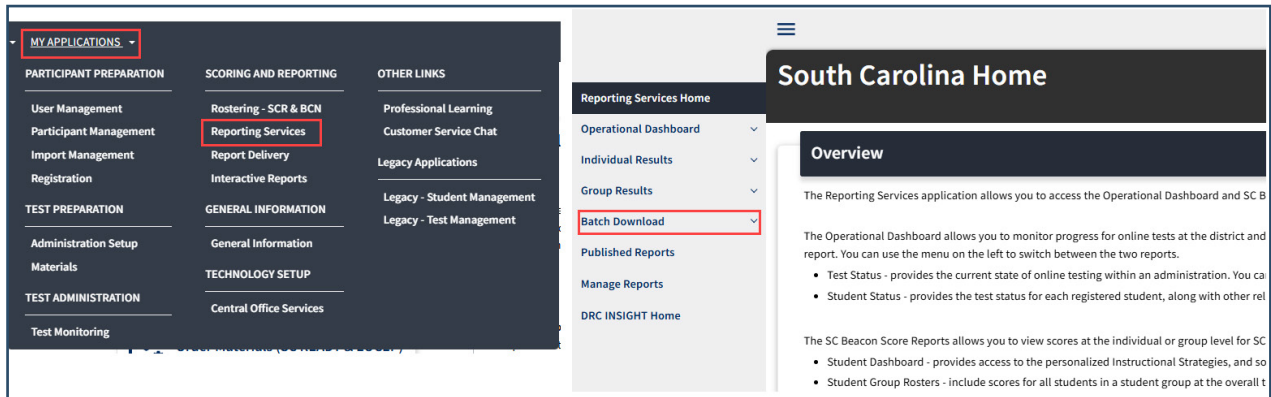 MY APPLICATIONS
PARTICIPANT PREPARATION
User Management
Participant Management
Import Management
Registration
TEST PREPARATION
Administration Setup
Materials
TEST ADMINISTRATION
Test Monitoring
SCORING AND REPORTING
Rostering - SCR & BCN
Reporting Services
Report Delivery
Interactive Reports
GENERAL INFORMATION
General Information
TECHNOLOGY SETUP
Central Office Services
OTHER LINKS
Professional Learning
Customer Service Chat
Legacy Applications
Legacy - Student Management
Legacy - Test Management
Reporting Services Home
Operational Dashboard
Individual Results
Group Results
Batch Download
Published Reports
Manage Reports
DRC INSIGHT Home
South Carolina Home
Overview
The Reporting Services application allows you to access the Operational Dashboard and SC B
The Operational Dashboard allows you to monitor progress for online tests at the district and
report. You can use the menu on the left to switch between the two reports.
• Test Status - provides the current state of online testing within an administration. You ca
• Student Status - provides the test status for each registered student, along with other rel
The SC Beacon Score Reports allows you to view scores at the individual or group level for SC
• Student Dashboard - provides access to the personalized Instructional Strategies, and so
• Student Group Rosters - include scores for all students in a student group at the overall t